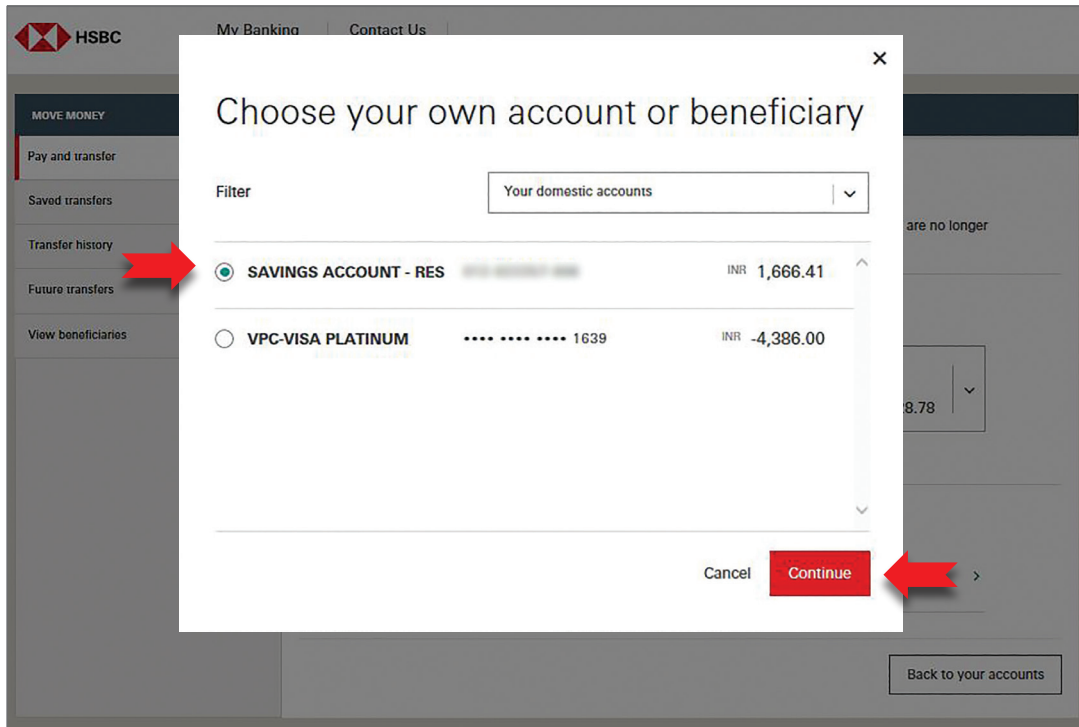 HSBC
My Banking
Contact Us
MOVE MONEY
Pay and transfer
Saved transfers
Transfer history
Future transfers
View beneficiaries
Choose your own account or beneficiary
Filter
Your domestic accounts
SAVINGS ACCOUNT - RES INR 1,666.41
VPC-VISA PLATINUM •••• •••• •••• 1639 INR -4,386.00
Cancel
Continue
are no longer
8.78
Back to your accounts